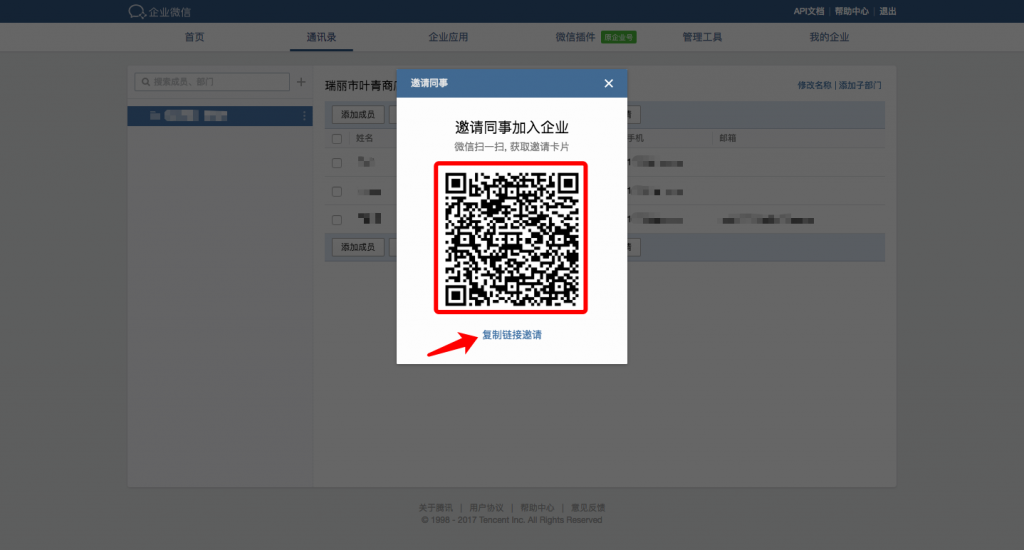 企业微信
API文档 | 帮助中心 | 退出
首页 通讯录 企业应用 微信插件 原企业号 管理工具 我的企业
搜索成员、部门 +
瑞丽市叶青商
修改名称 | 添加子部门
邀请同事 ×
添加成员
邀请同事加入企业
姓名 手机 邮箱
微信扫一扫, 获取邀请卡片
添加成员
复制链接邀请
关于腾讯 | 用户协议 | 帮助中心 | 意见反馈
© 1998 - 2017 Tencent Inc. All Rights Reserved